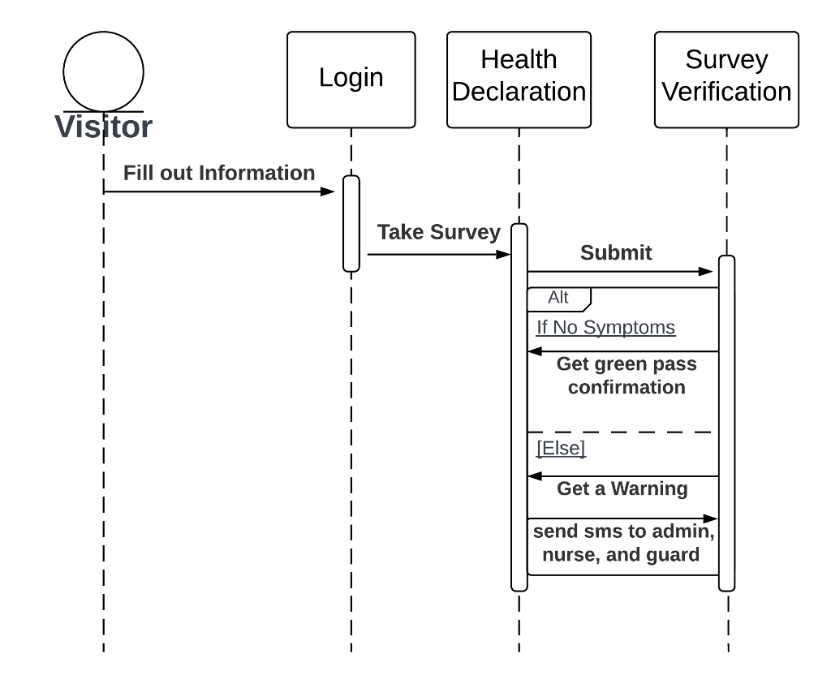 Visitor
Login
Health
Declaration
Survey
Verification
Fill out Information
Take Survey
Submit
Alt
If No Symptoms
Get green pass
confirmation
[Else]
Get a Warning
send sms to admin,
nurse, and guard